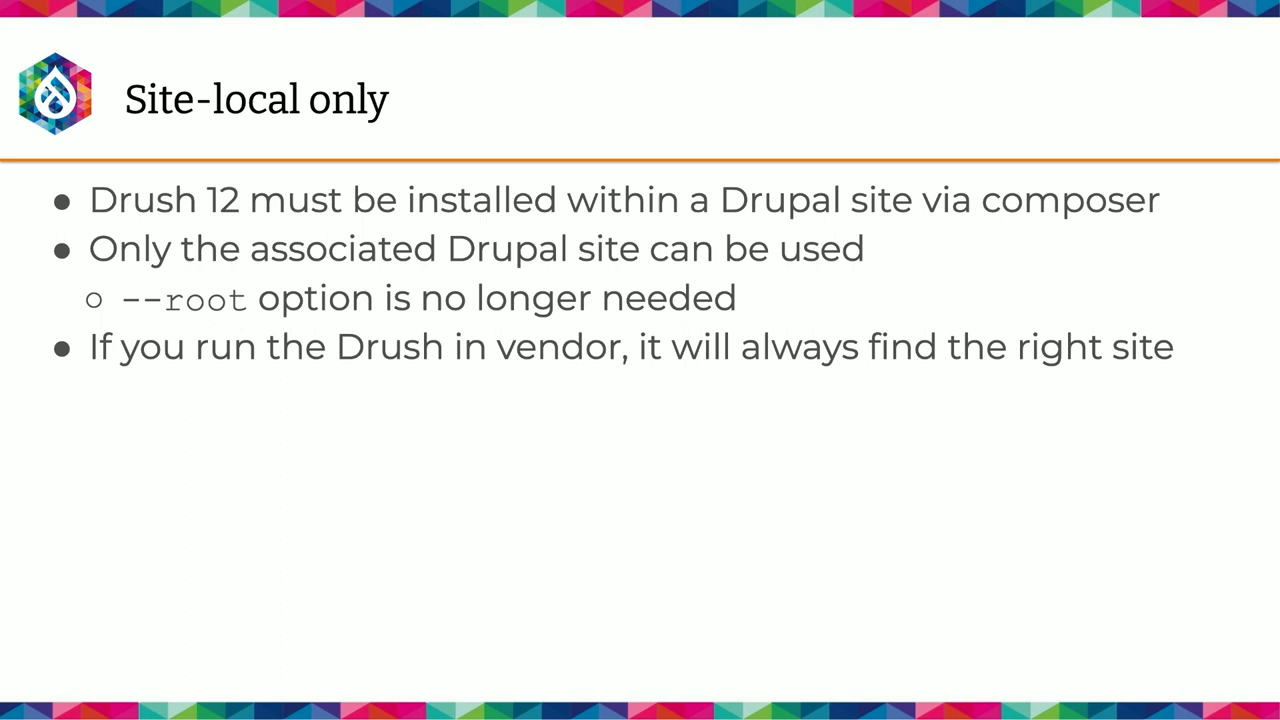 Site-local only
● Drush 12 must be installed within a Drupal site via composer
● Only the associated Drupal site can be used
○ --root option is no longer needed
● If you run the Drush in vendor, it will always find the right site